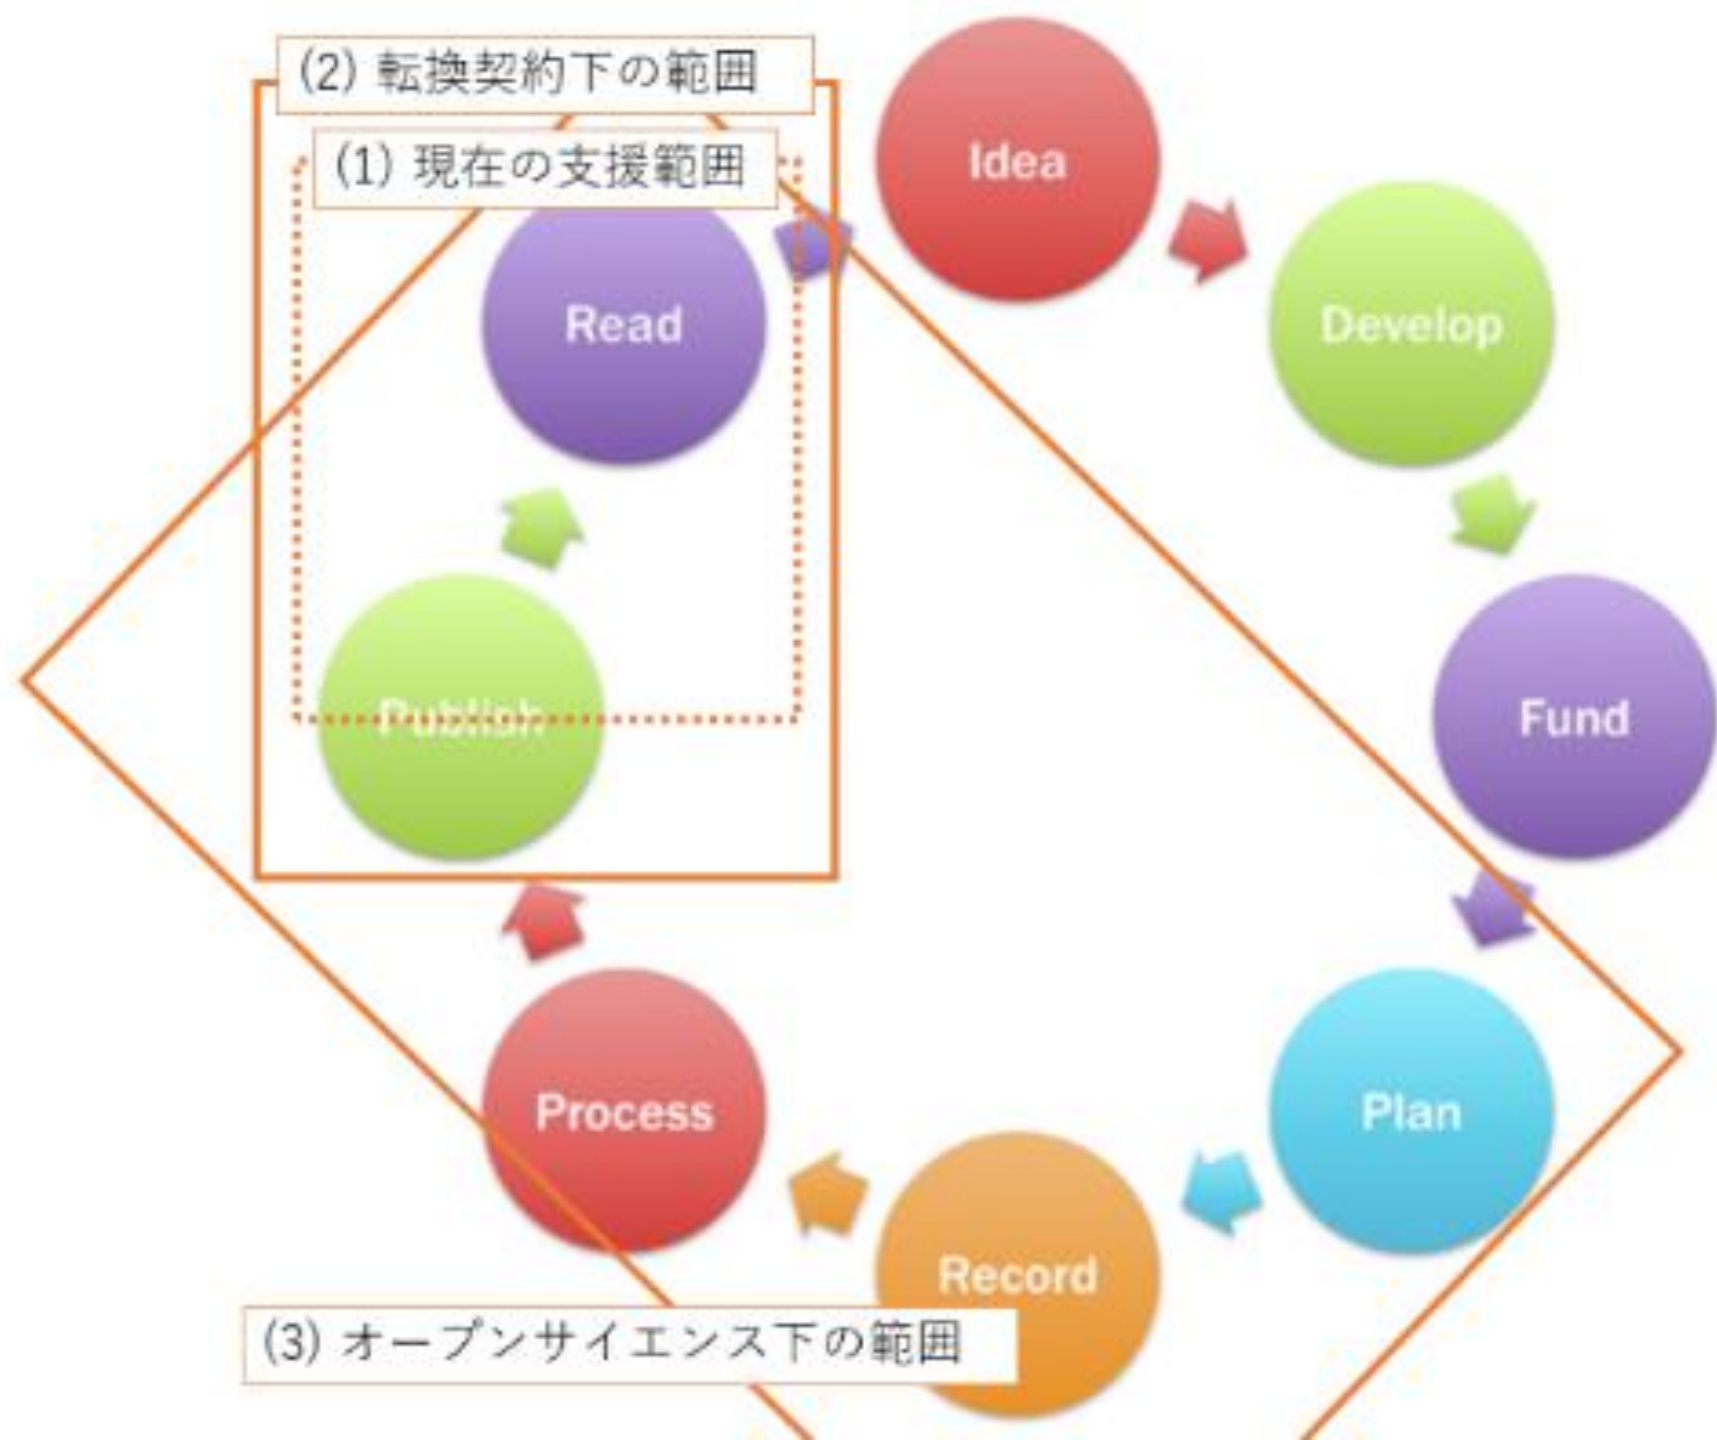 (2) 転換契約下の範囲
(1) 現在の支援範囲
Idea
Read
Develop
Publish
Fund
Process
Plan
Record
(3) オープンサイエンス下の範囲